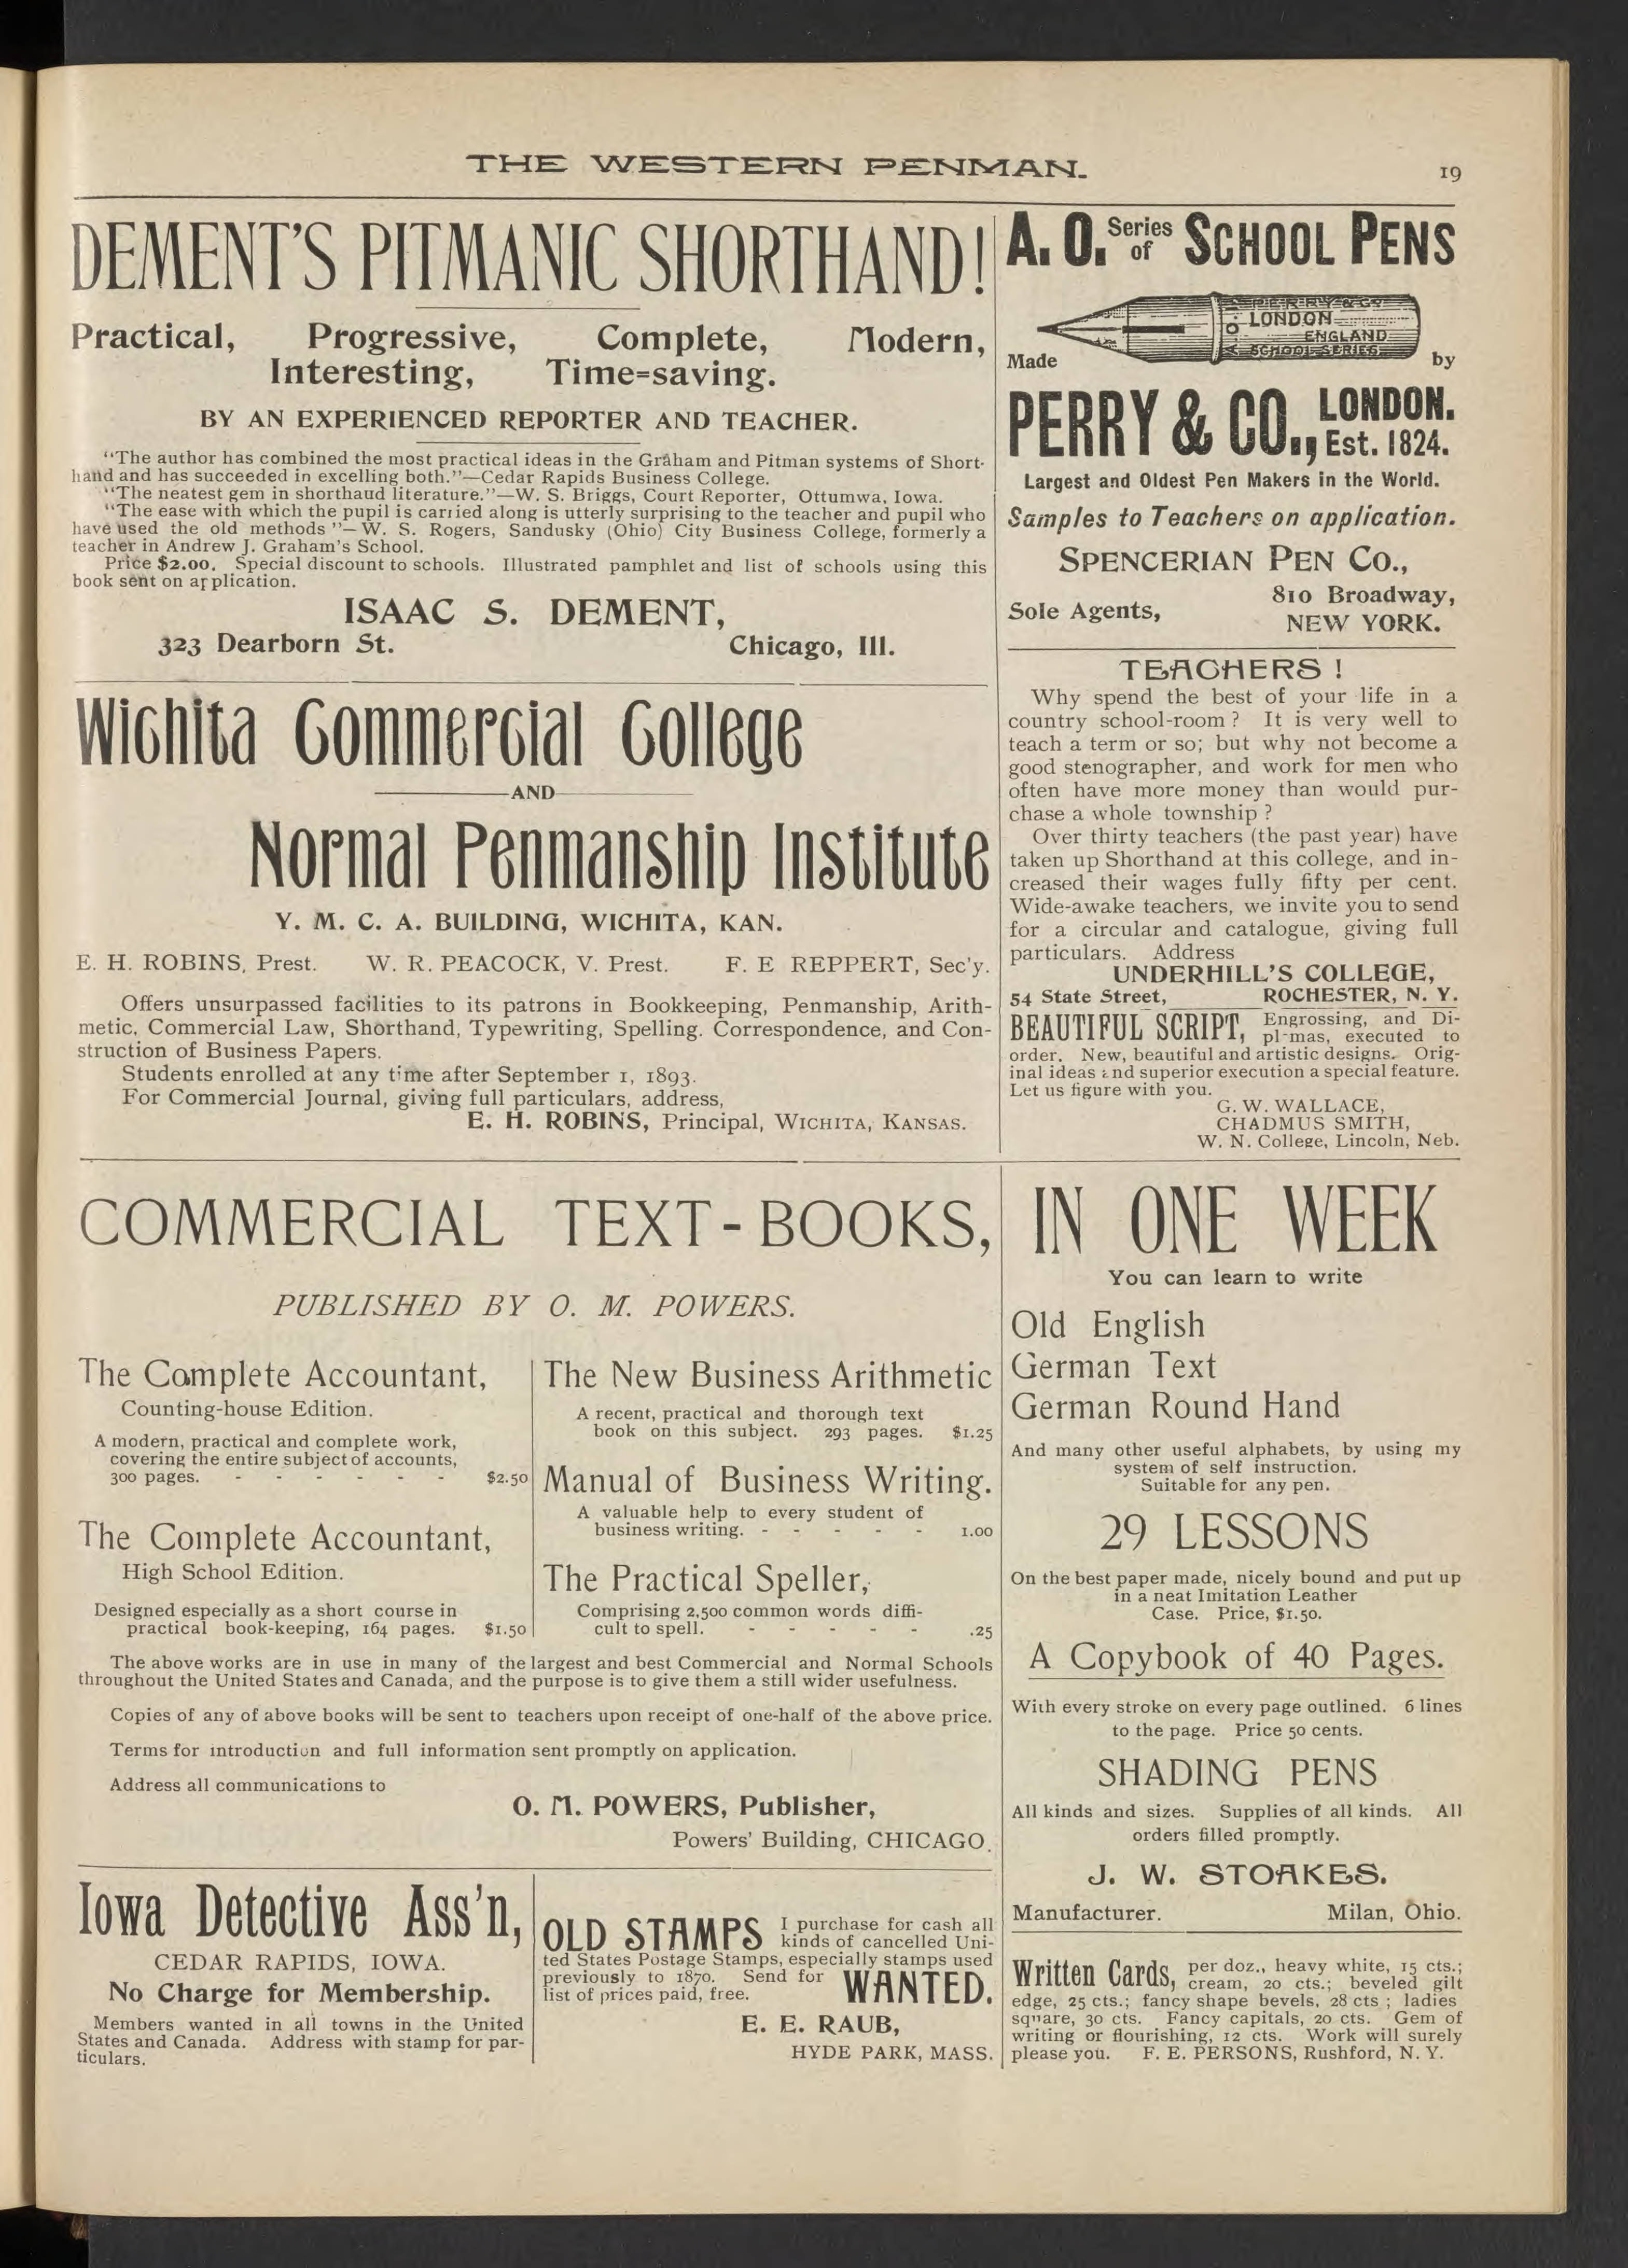 THE WESTERN PENMAN.
19
DEMENT'S PITMANIC SHORTHAND!
Practical, Progressive, Complete, Modern,
Interesting, Time=saving.
BY AN EXPERIENCED REPORTER AND TEACHER.
"The author has combined the most practical ideas in the Graham and Pitman systems of Short-
hand and has succeeded in excelling both."—Cedar Rapids Business College.
"The neatest gem in shorthaud literature."—W. S. Briggs, Court Reporter, Ottumwa, Iowa.
"The ease with which the pupil is carried along is utterly surprising to the teacher and pupil who
have used the old methods "—W. S. Rogers, Sandusky (Ohio) City Business College, formerly a
teacher in Andrew J. Graham's School.
Price $2.00. Special discount to schools. Illustrated pamphlet and list of schools using this
book sent on application.
ISAAC S. DEMENT,
323 Dearborn St. Chicago, Ill.
Wichita Commercial College
AND
Normal Penmanship Institute
Y. M. C. A. BUILDING, WICHITA, KAN.
E. H. ROBINS, Prest. W. R. PEACOCK, V. Prest. F. E REPPERT, Sec'y.
Offers unsurpassed facilities to its patrons in Bookkeeping, Penmanship, Arith-
metic, Commercial Law, Shorthand, Typewriting, Spelling. Correspondence, and Con-
struction of Business Papers.
Students enrolled at any time after September 1, 1893.
For Commercial Journal, giving full particulars, address,
E. H. ROBINS, Principal, WICHITA, KANSAS.
A. O. Series of SCHOOL PENS
PERRY & CO
LONDON
ENGLAND
SCHOOL SERIES
Made by
PERRY & CO., LONDON. Est. 1824.
Largest and Oldest Pen Makers in the World.
Samples to Teachers on application.
SPENCERIAN PEN CO.,
810 Broadway,
Sole Agents,
NEW YORK.
TEACHERS !
Why spend the best of your life in a
country school-room ? It is very well to
teach a term or so; but why not become a
good stenographer, and work for men who
often have more money than would pur-
chase a whole township ?
Over thirty teachers (the past year) have
taken up Shorthand at this college, and in-
creased their wages fully fifty per cent.
Wide-awake teachers, we invite you to send
for a circular and catalogue, giving full
particulars. Address
UNDERHILL'S COLLEGE,
54 State Street, ROCHESTER, N. Y.
BEAUTIFUL SCRIPT, Engrossing, and Di-
pl-mas, executed to
order. New, beautiful and artistic designs. Orig-
inal ideas and superior execution a special feature.
Let us figure with you.
G. W. WALLACE,
CHADMUS SMITH,
W. N. College, Lincoln, Neb.
COMMERCIAL TEXT-BOOKS,
PUBLISHED BY O. M. POWERS.
The Complete Accountant,
Counting-house Edition.
A modern, practical and complete work,
covering the entire subject of accounts,
300 pages. - - - - - - $2.50
The Complete Accountant,
High School Edition.
Designed especially as a short course in
practical book-keeping, 164 pages. $1.50
The New Business Arithmetic
A recent, practical and thorough text
book on this subject. 293 pages. $1.25
Manual of Business Writing.
A valuable help to every student of
business writing. - - - - - 1.00
The Practical Speller,
Comprising 2,500 common words diffi-
cult to spell. - - - - - .25
The above works are in use in many of the largest and best Commercial and Normal Schools
throughout the United States and Canada, and the purpose is to give them a still wider usefulness.
Copies of any of above books will be sent to teachers upon receipt of one-half of the above price.
Terms for introduction and full information sent promptly on application.
Address all communications to
O. M. POWERS, Publisher,
Powers' Building, CHICAGO.
IN ONE WEEK
You can learn to write
Old English
German Text
German Round Hand
And many other useful alphabets, by using my
system of self instruction.
Suitable for any pen.
29 LESSONS
On the best paper made, nicely bound and put up
in a neat Imitation Leather
Case. Price, $1.50.
A Copybook of 40 Pages.
With every stroke on every page outlined. 6 lines
to the page. Price 50 cents.
SHADING PENS
All kinds and sizes. Supplies of all kinds. All
orders filled promptly.
J. W. STOAKES.
Manufacturer. Milan, Ohio.
Iowa Detective Ass'n,
CEDAR RAPIDS, IOWA.
No Charge for Membership.
Members wanted in all towns in the United
States and Canada. Address with stamp for par-
ticulars.
OLD STAMPS I purchase for cash all
kinds of cancelled Uni-
ted States Postage Stamps, especially stamps used
previously to 1870. Send for
list of prices paid, free. WANTED.
E. E. RAUB,
HYDE PARK, MASS.
Written Cards, per doz., heavy white, 15 cts.;
cream, 20 cts.; beveled gilt
edge, 25 cts.; fancy shape bevels, 28 cts ; ladies
square, 30 cts. Fancy capitals, 20 cts. Gem of
writing or flourishing, 12 cts. Work will surely
please you. F. E. PERSONS, Rushford, N. Y.